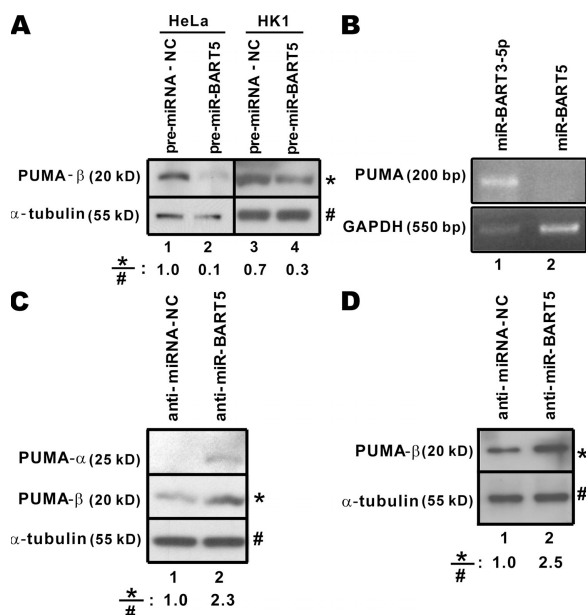 A
HeLa HK1
pre-miRNA - NC
pre-miR-BART5
pre-miRNA - NC
pre-miR-BART5
PUMA-β (20 kD) *
α-tubulin (55 kD) #
1 2 3 4
*/# : 1.0 0.1 0.7 0.3
B
miR-BART3-5p
miR-BART5
PUMA (200 bp)
GAPDH (550 bp)
1 2
C
anti-miRNA-NC
anti-miR-BART5
PUMA-α (25 kD)
PUMA-β (20 kD) *
α-tubulin (55 kD) #
1 2
*/# : 1.0 2.3
D
anti-miRNA-NC
anti-miR-BART5
PUMA-β(20 kD) *
α-tubulin (55 kD) #
1 2
*/# : 1.0 2.5